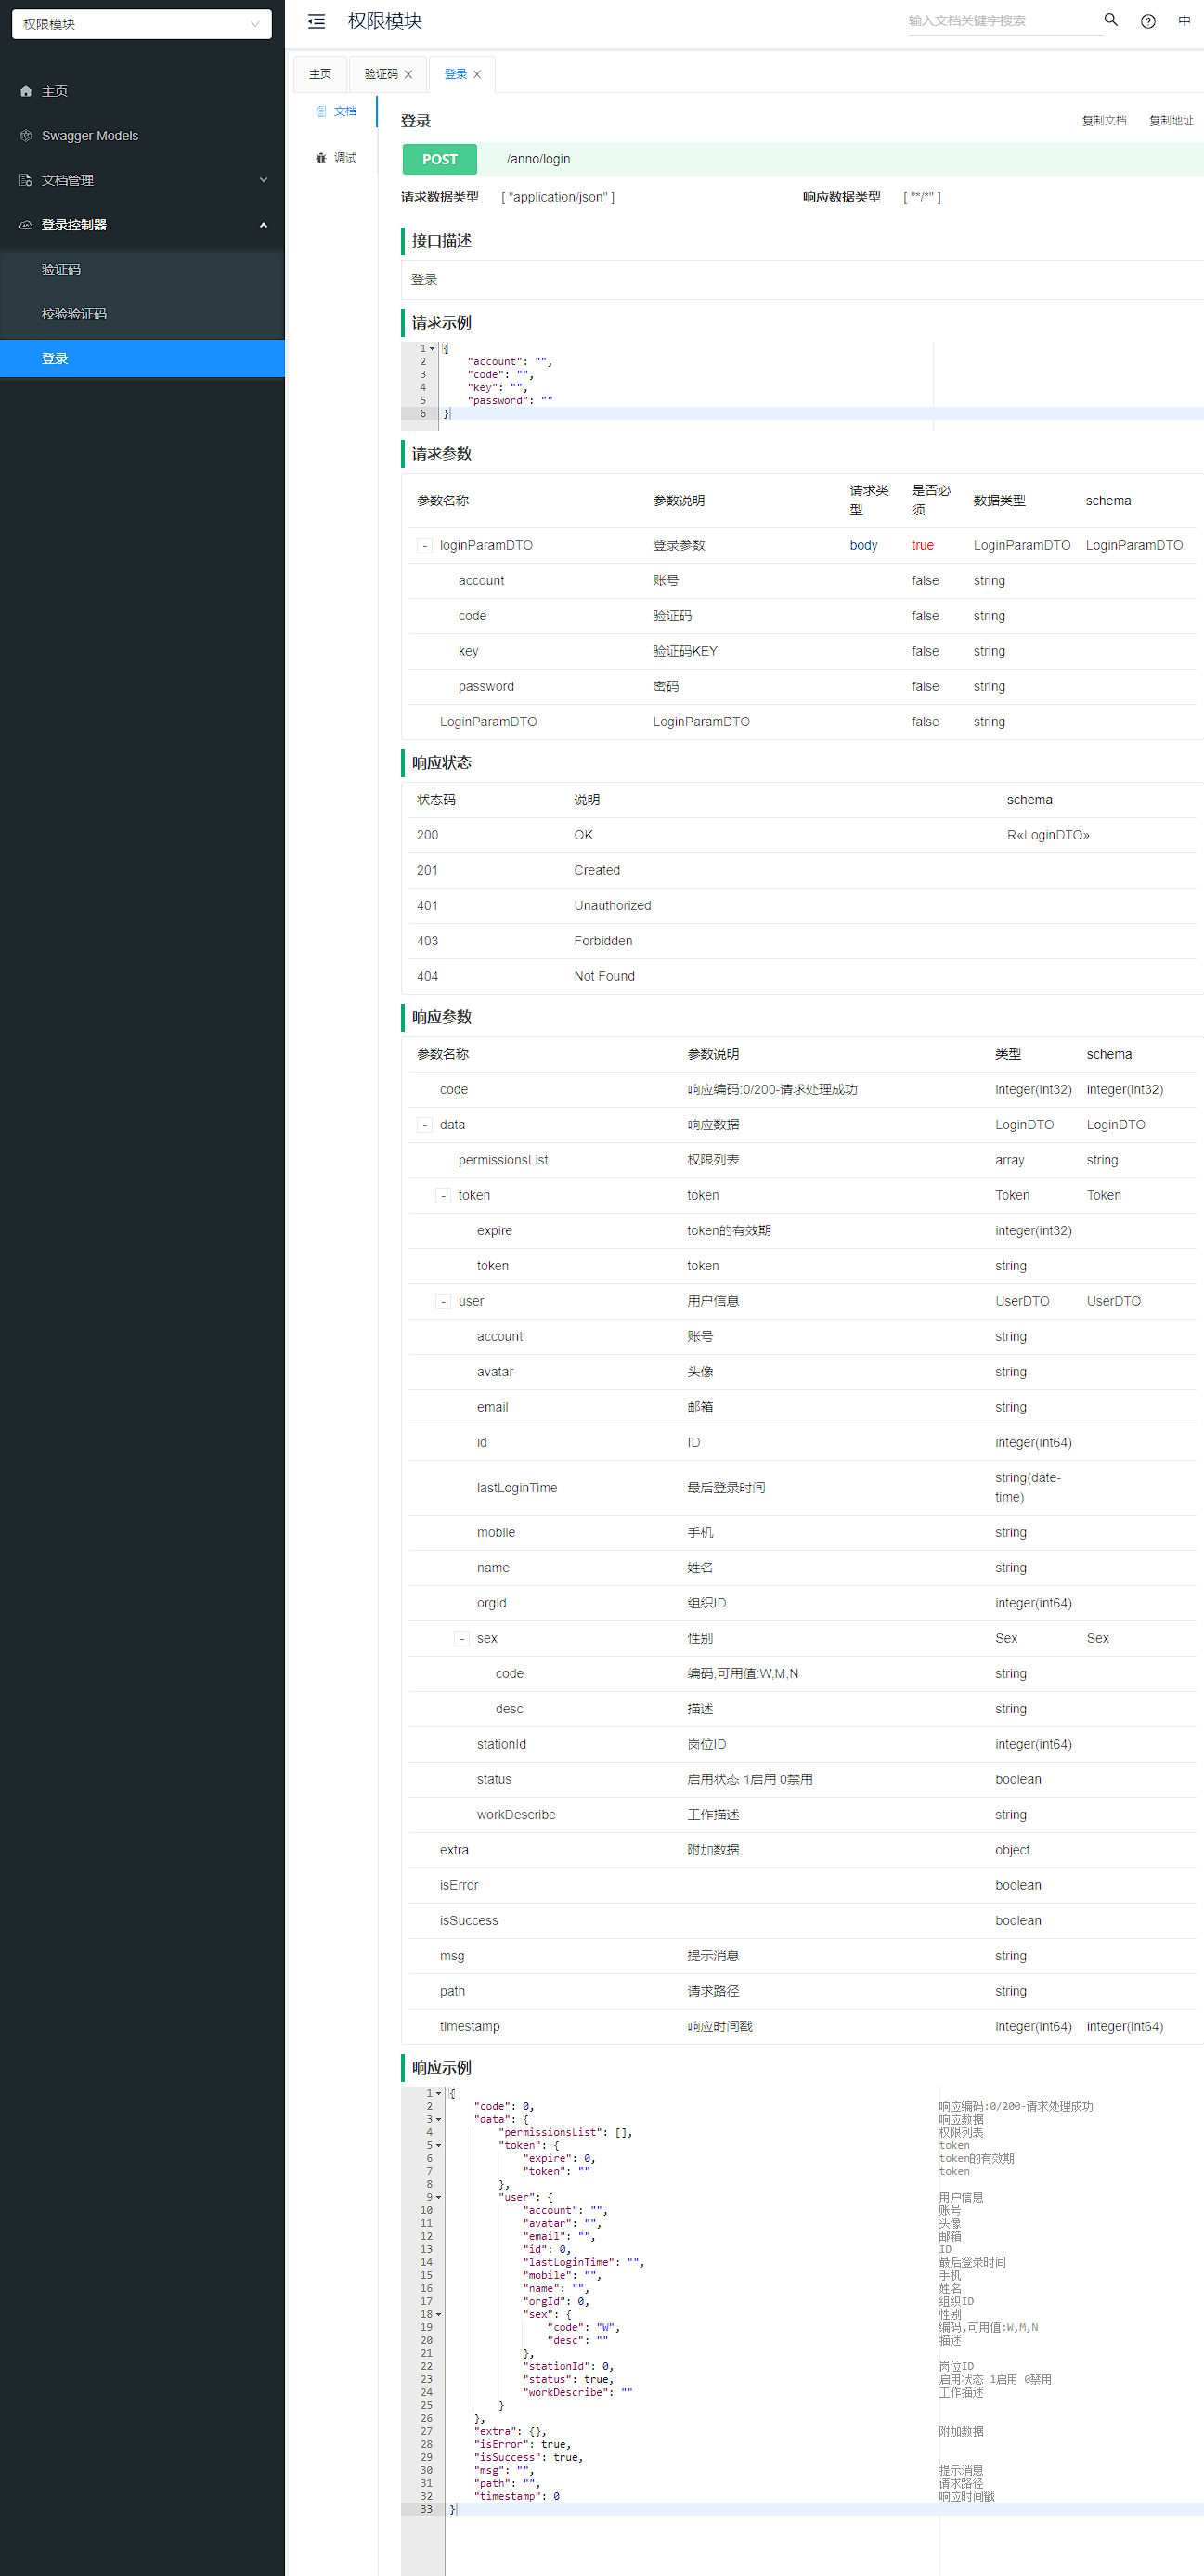 权限模块
主页
Swagger Models
文档管理
登录控制器
验证码
校验验证码
登录
权限模块
输入文档关键字搜索
中
主页
验证码
登录
文档
调试
登录
复制文档 复制地址
POST /anno/login
请求数据类型 [ "application/json" ] 响应数据类型 [ "*/*" ]
接口描述
登录
请求示例
1 {
2 "account": "",
3 "code": "",
4 "key": "",
5 "password": ""
6 }
请求参数
参数名称 参数说明 请求类型 是否必须 数据类型 schema
- loginParamDTO 登录参数 body true LoginParamDTO LoginParamDTO
account 账号 false string
code 验证码 false string
key 验证码KEY false string
password 密码 false string
LoginParamDTO LoginParamDTO false string
响应状态
状态码 说明 schema
200 OK R«LoginDTO»
201 Created
401 Unauthorized
403 Forbidden
404 Not Found
响应参数
参数名称 参数说明 类型 schema
code 响应编码:0/200-请求处理成功 integer(int32) integer(int32)
- data 响应数据 LoginDTO LoginDTO
permissionsList 权限列表 array string
- token token Token Token
expire token的有效期 integer(int32)
token token string
- user 用户信息 UserDTO UserDTO
account 账号 string
avatar 头像 string
email 邮箱 string
id ID integer(int64)
lastLoginTime 最后登录时间 string(date-time)
mobile 手机 string
name 姓名 string
orgId 组织ID integer(int64)
- sex 性别 Sex Sex
code 编码,可用值:W,M,N string
desc 描述 string
stationId 岗位ID integer(int64)
status 启用状态 1启用 0禁用 boolean
workDescribe 工作描述 string
extra 附加数据 object
isError boolean
isSuccess boolean
msg 提示消息 string
path 请求路径 string
timestamp 响应时间戳 integer(int64) integer(int64)
响应示例
1 {
2 "code": 0, 响应编码:0/200-请求处理成功
3 "data": { 响应数据
4 "permissionsList": [], 权限列表
5 "token": { token
6 "expire": 0, token的有效期
7 "token": "" token
8 },
9 "user": { 用户信息
10 "account": "", 账号
11 "avatar": "", 头像
12 "email": "", 邮箱
13 "id": 0, ID
14 "lastLoginTime": "", 最后登录时间
15 "mobile": "", 手机
16 "name": "", 姓名
17 "orgId": 0, 组织ID
18 "sex": { 性别
19 "code": "W", 编码,可用值:W,M,N
20 "desc": "" 描述
21 },
22 "stationId": 0, 岗位ID
23 "status": true, 启用状态 1启用 0禁用
24 "workDescribe": "" 工作描述
25 }
26 },
27 "extra": {}, 附加数据
28 "isError": true,
29 "isSuccess": true,
30 "msg": "", 提示消息
31 "path": "", 请求路径
32 "timestamp": 0 响应时间戳
33 }